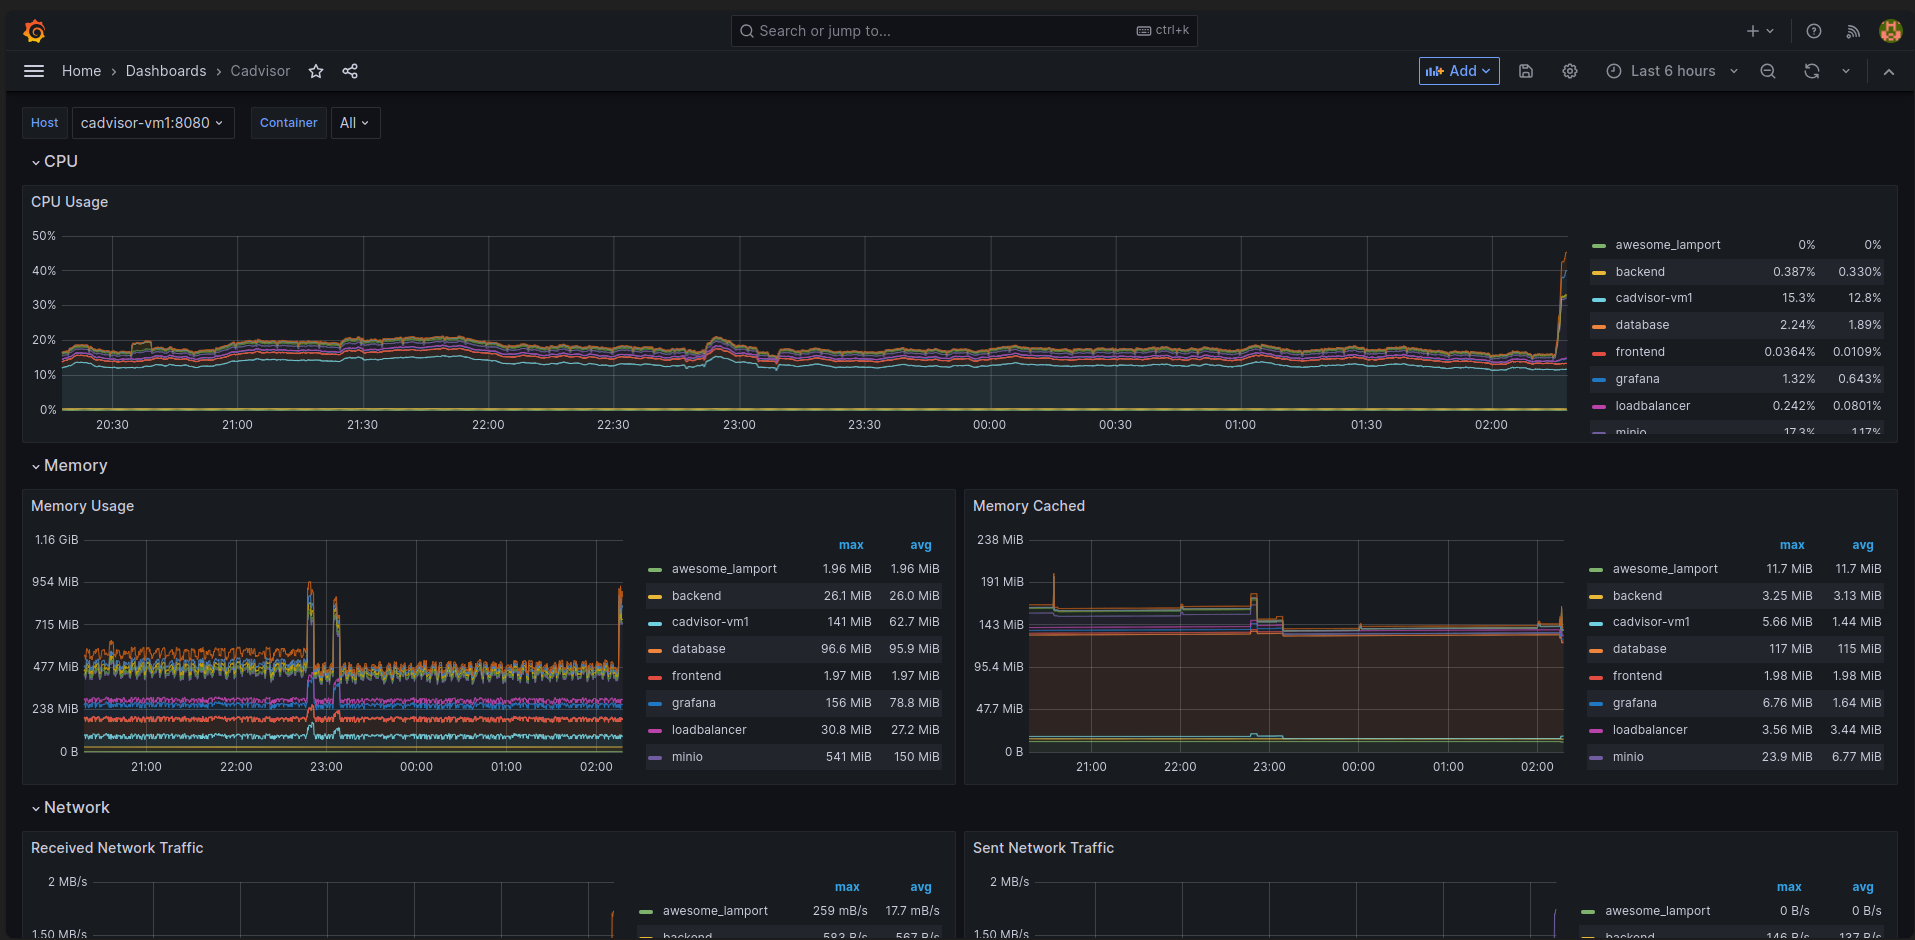 Search or jump to... ctrl+k
Home › Dashboards › Cadvisor
Add
Last 6 hours
Host cadvisor-vm1:8080 Container All
CPU
CPU Usage
50%
40%
30%
20%
10%
0%
20:30 21:00 21:30 22:00 22:30 23:00 23:30 00:00 00:30 01:00 01:30 02:00
awesome_lamport 0% 0%
backend 0.387% 0.330%
cadvisor-vm1 15.3% 12.8%
database 2.24% 1.89%
frontend 0.0364% 0.0109%
grafana 1.32% 0.643%
loadbalancer 0.242% 0.0801%
minio 17.3% 1.17%
Memory
Memory Usage
1.16 GiB
954 MiB
715 MiB
477 MiB
238 MiB
0 B
21:00 22:00 23:00 00:00 01:00 02:00
max avg
awesome_lamport 1.96 MiB 1.96 MiB
backend 26.1 MiB 26.0 MiB
cadvisor-vm1 141 MiB 62.7 MiB
database 96.6 MiB 95.9 MiB
frontend 1.97 MiB 1.97 MiB
grafana 156 MiB 78.8 MiB
loadbalancer 30.8 MiB 27.2 MiB
minio 541 MiB 150 MiB
Memory Cached
238 MiB
191 MiB
143 MiB
95.4 MiB
47.7 MiB
0 B
21:00 22:00 23:00 00:00 01:00 02:00
max avg
awesome_lamport 11.7 MiB 11.7 MiB
backend 3.25 MiB 3.13 MiB
cadvisor-vm1 5.66 MiB 1.44 MiB
database 117 MiB 115 MiB
frontend 1.98 MiB 1.98 MiB
grafana 6.76 MiB 1.64 MiB
loadbalancer 3.56 MiB 3.44 MiB
minio 23.9 MiB 6.77 MiB
Network
Received Network Traffic
2 MB/s
1.50 MB/s
max avg
awesome_lamport 259 mB/s 17.7 mB/s
backend 583 B/s 567 B/s
Sent Network Traffic
2 MB/s
1.50 MB/s
max avg
awesome_lamport 0 B/s 0 B/s
backend 146 B/s 137 B/s